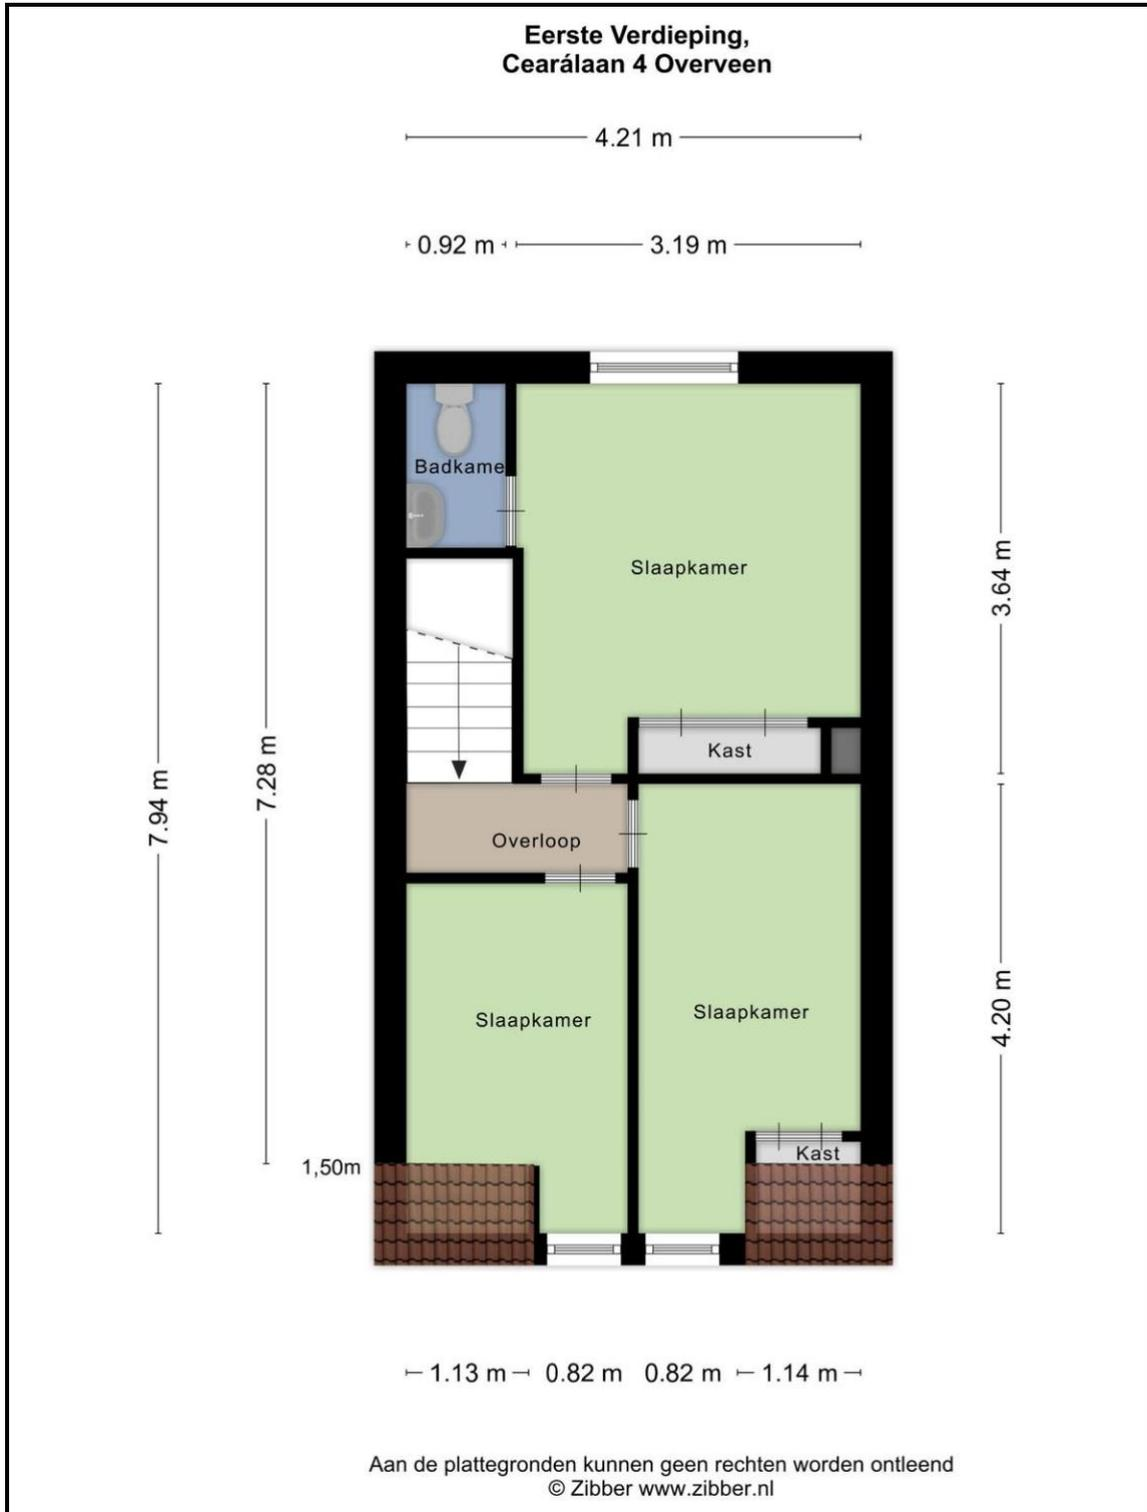 Eerste Verdieping,
Cearálaan 4 Overveen
4.21 m
0.92 m 3.19 m
Badkame
Slaapkamer
3.64 m
7.28 m
7.94 m
Kast
Overloop
Slaapkamer
Slaapkamer
4.20 m
Kast
1,50m
1.13 m 0.82 m 0.82 m 1.14 m
Aan de plattegronden kunnen geen rechten worden ontleend
© Zibber www.zibber.nl